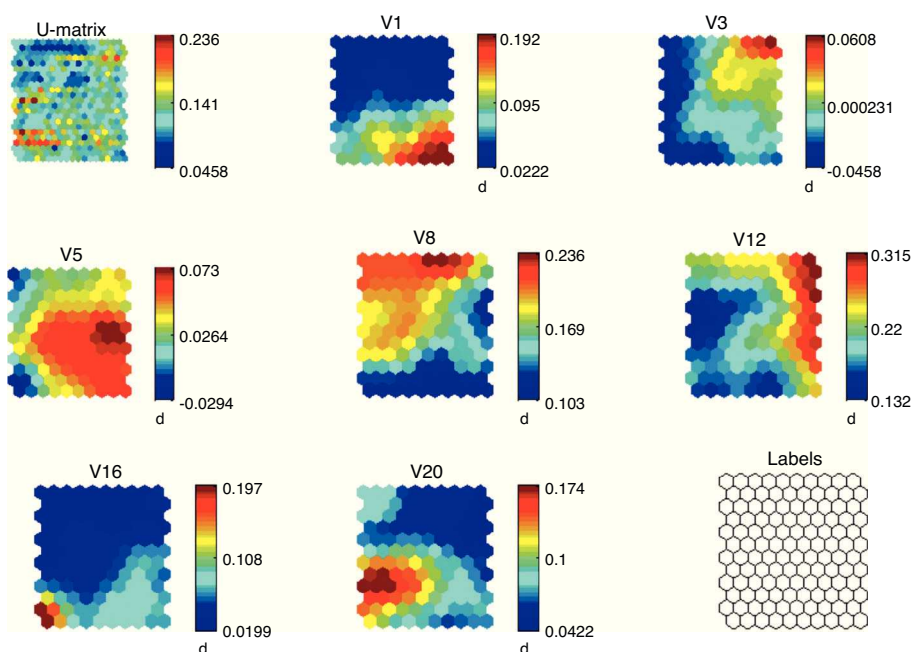 U-matrix
0.236
0.141
0.0458
V1
0.192
0.095
0.0222
d
V3
0.0608
0.000231
-0.0458
d
V5
0.073
0.0264
-0.0294
d
V8
0.236
0.169
0.103
d
V12
0.315
0.22
0.132
d
V16
0.197
0.108
0.0199
d
V20
0.174
0.1
0.0422
d
Labels